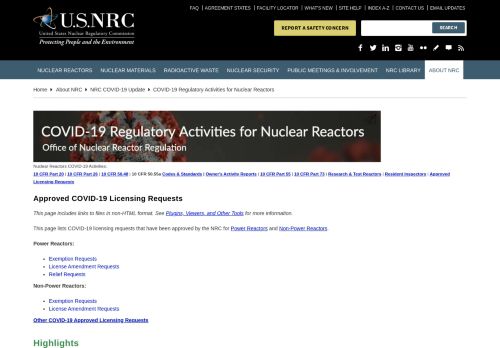 FAQ | AGREEMENT STATES | FACILITY LOCATOR | WHAT'S NEW | SITE HELP | INDEX A-Z | CONTACT US | EMAIL UPDATES
U.S.NRC
United States Nuclear Regulatory Commission
Protecting People and the Environment
REPORT A SAFETY CONCERN
SEARCH
NUCLEAR REACTORS NUCLEAR MATERIALS RADIOACTIVE WASTE NUCLEAR SECURITY PUBLIC MEETINGS & INVOLVEMENT NRC LIBRARY ABOUT NRC
Home About NRC NRC COVID-19 Update COVID-19 Regulatory Activities for Nuclear Reactors
COVID-19 Regulatory Activities for Nuclear Reactors
Office of Nuclear Reactor Regulation
Nuclear Reactors COVID-19 Activities:
10 CFR Part 20 | 10 CFR Part 26 | 10 CFR 50.48 | 10 CFR 50.55a Codes & Standards | Owner's Activity Reports | 10 CFR Part 55 | 10 CFR Part 73 | Research & Test Reactors | Resident Inspectors | Approved
Licensing Requests
Approved COVID-19 Licensing Requests
This page includes links to files in non-HTML format. See Plugins, Viewers, and Other Tools for more information.
This page lists COVID-19 licensing requests that have been approved by the NRC for Power Reactors and Non-Power Reactors.
Power Reactors:
Exemption Requests
License Amendment Requests
Relief Requests
Non-Power Reactors:
Exemption Requests
License Amendment Requests
Other COVID-19 Approved Licensing Requests
Highlights